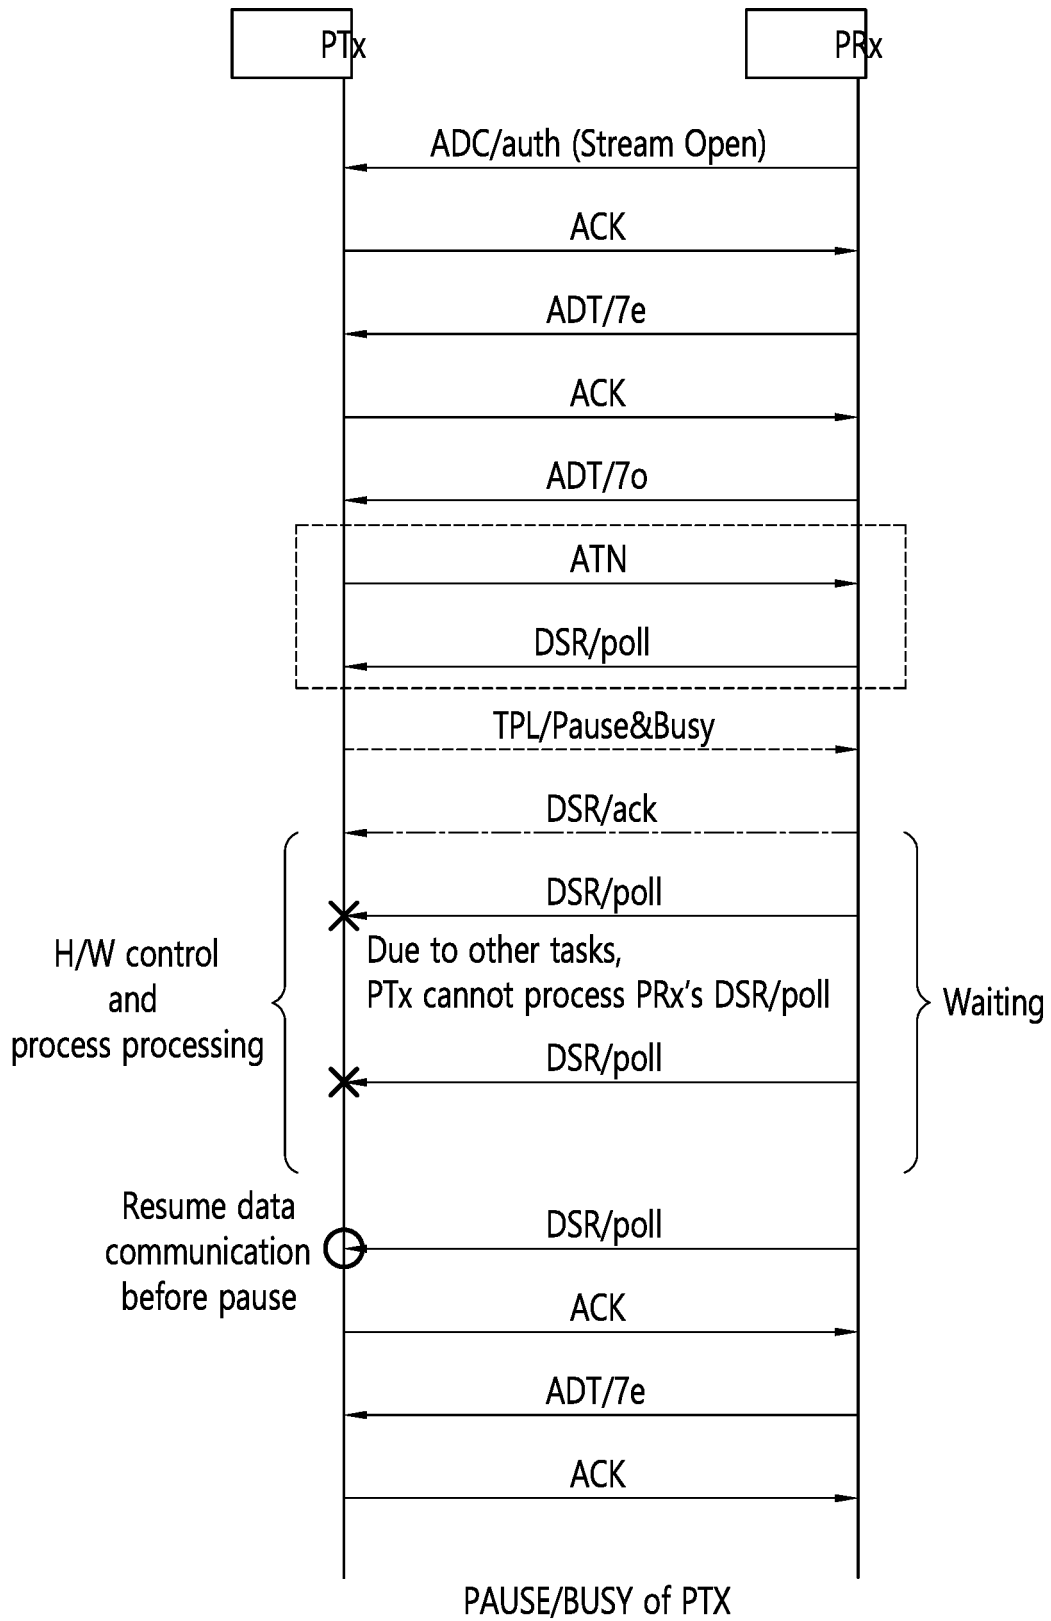 PTx
PRx
ADC/auth (Stream Open)
ACK
ADT/7e
ACK
ADT/7o
ATN
DSR/poll
TPL/Pause&Busy
DSR/ack
DSR/poll
Due to other tasks,
PTx cannot process PRx's DSR/poll
H/W control
and
process processing
Waiting
DSR/poll
Resume data
communication
before pause
DSR/poll
ACK
ADT/7e
ACK
PAUSE/BUSY of PTX